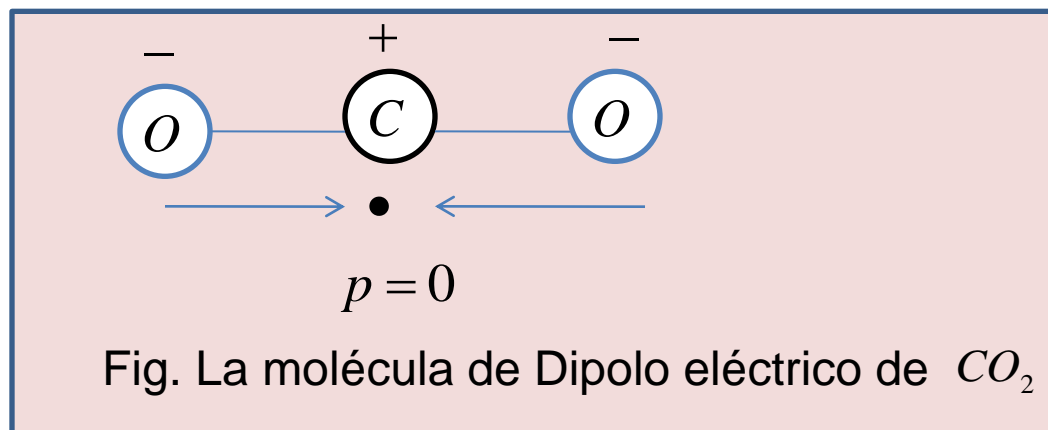 − + −
O C O
p = 0
Fig. La molécula de Dipolo eléctrico de CO₂